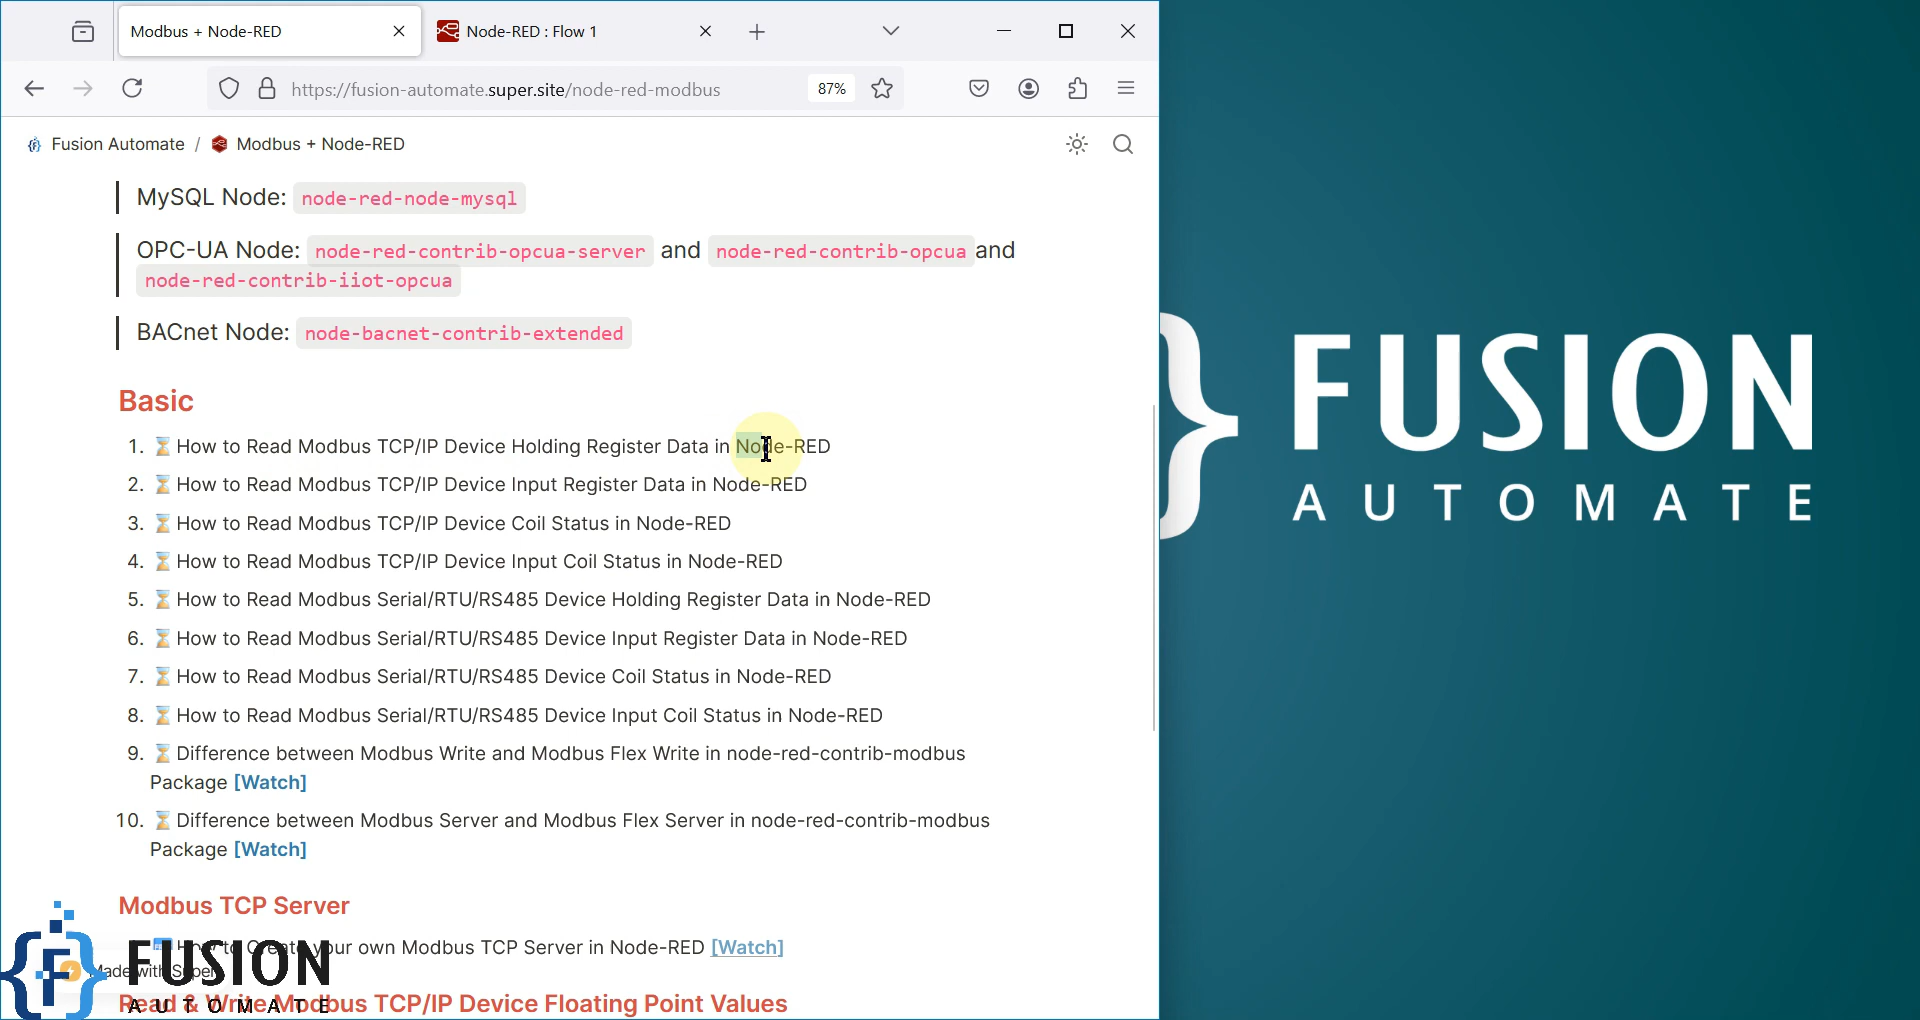 Modbus + Node-RED
Node-RED : Flow 1
https://fusion-automate.super.site/node-red-modbus
87%
Fusion Automate / Modbus + Node-RED
MySQL Node: node-red-node-mysql
OPC-UA Node: node-red-contrib-opcua-server and node-red-contrib-opcua and
node-red-contrib-iiot-opcua
BACnet Node: node-bacnet-contrib-extended
Basic
1. ⌛ How to Read Modbus TCP/IP Device Holding Register Data in Node-RED
2. ⌛ How to Read Modbus TCP/IP Device Input Register Data in Node-RED
3. ⌛ How to Read Modbus TCP/IP Device Coil Status in Node-RED
4. ⌛ How to Read Modbus TCP/IP Device Input Coil Status in Node-RED
5. ⌛ How to Read Modbus Serial/RTU/RS485 Device Holding Register Data in Node-RED
6. ⌛ How to Read Modbus Serial/RTU/RS485 Device Input Register Data in Node-RED
7. ⌛ How to Read Modbus Serial/RTU/RS485 Device Coil Status in Node-RED
8. ⌛ How to Read Modbus Serial/RTU/RS485 Device Input Coil Status in Node-RED
9. ⌛ Difference between Modbus Write and Modbus Flex Write in node-red-contrib-modbus
Package [Watch]
10. ⌛ Difference between Modbus Server and Modbus Flex Server in node-red-contrib-modbus
Package [Watch]
Modbus TCP Server
How to Create your own Modbus TCP Server in Node-RED [Watch]
Made with Super
Read & Write Modbus TCP/IP Device Floating Point Values
FUSION
AUTOMATE
FUSION
AUTOMATE